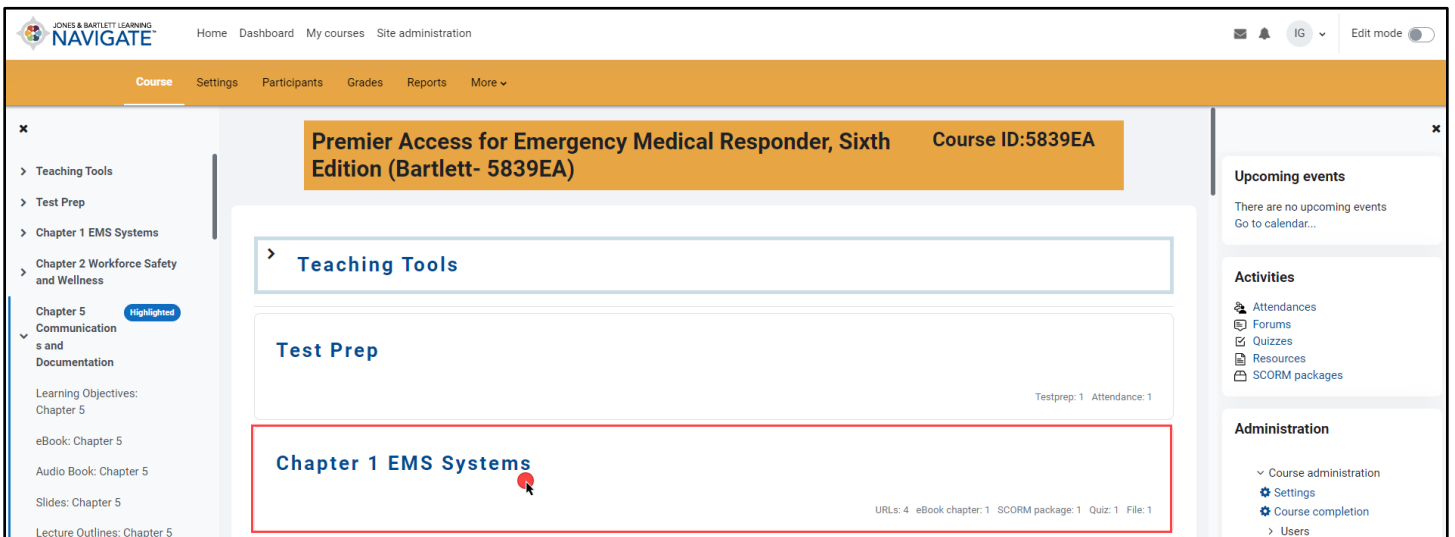 JONES & BARTLETT LEARNING
NAVIGATE™
Home Dashboard My courses Site administration
IG
Edit mode
Course Settings Participants Grades Reports More
Teaching Tools
Test Prep
Chapter 1 EMS Systems
Chapter 2 Workforce Safety
and Wellness
Chapter 5
Highlighted
Communication
s and
Documentation
Learning Objectives:
Chapter 5
eBook: Chapter 5
Audio Book: Chapter 5
Slides: Chapter 5
Lecture Outlines: Chapter 5
Premier Access for Emergency Medical Responder, Sixth
Edition (Bartlett- 5839EA)
Course ID:5839EA
Teaching Tools
Test Prep
Testprep: 1 Attendance: 1
Chapter 1 EMS Systems
URLs: 4 eBook chapter: 1 SCORM package: 1 Quiz: 1 File: 1
Upcoming events
There are no upcoming events
Go to calendar...
Activities
Attendances
Forums
Quizzes
Resources
SCORM packages
Administration
Course administration
Settings
Course completion
Users